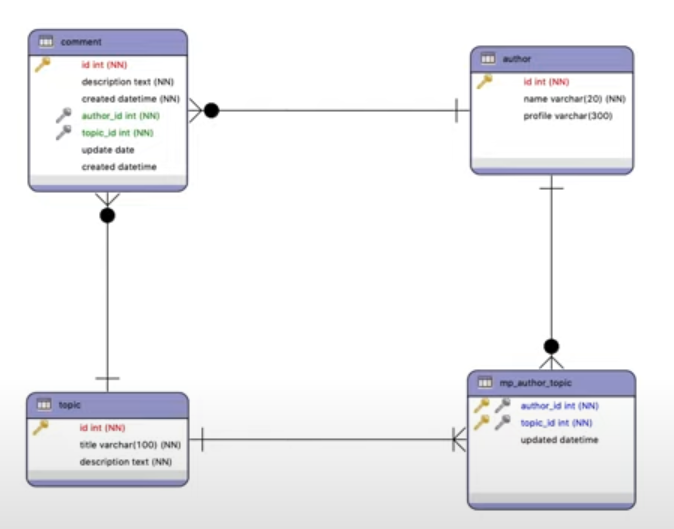 comment
id int (NN)
description text (NN)
created datetime (NN)
author_id int (NN)
topic_id int (NN)
update date
created datetime
author
id int (NN)
name varchar(20) (NN)
profile varchar(300)
topic
id int (NN)
title varchar(100) (NN)
description text (NN)
mp_author_topic
author_id int (NN)
topic_id int (NN)
updated datetime